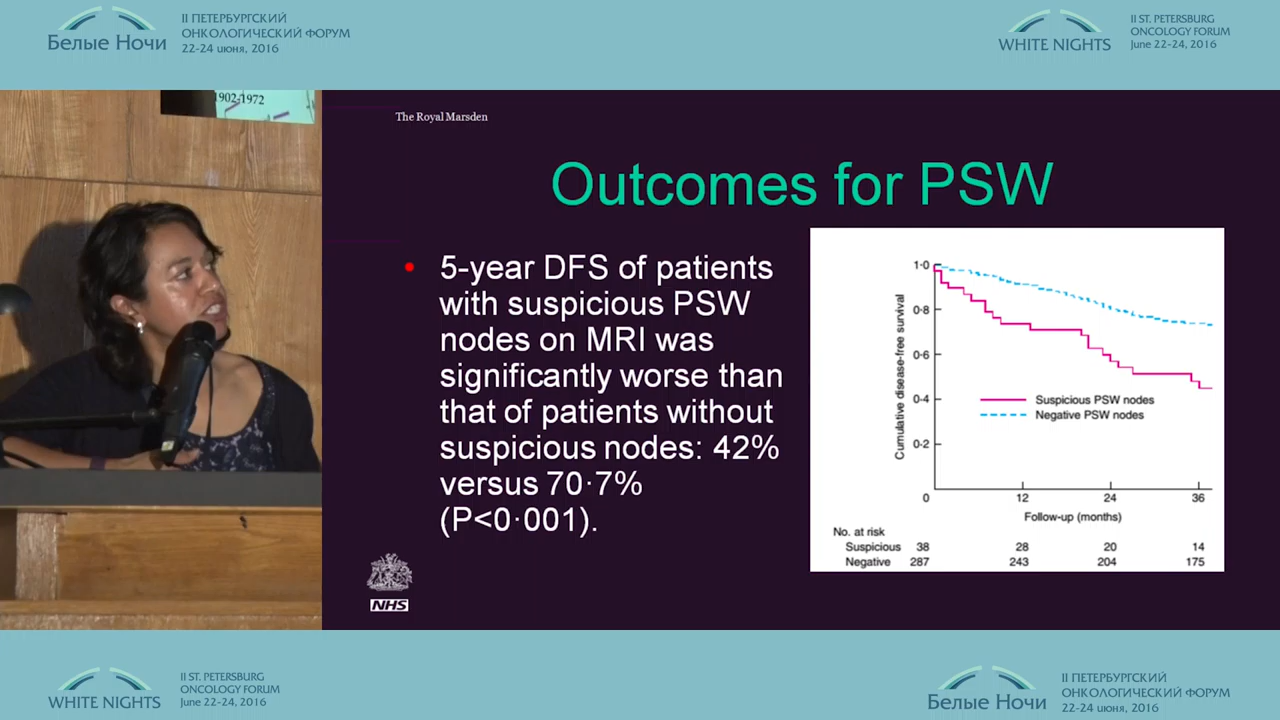 II ПЕТЕРБУРГСКИЙ
ОНКОЛОГИЧЕСКИЙ ФОРУМ
22-24 июня, 2016
Белые Ночи
II ST. PETERSBURG
ONCOLOGY FORUM
June 22-24, 2016
WHITE NIGHTS
1902-1972
The Royal Marsden
Outcomes for PSW
• 5-year DFS of patients
with suspicious PSW
nodes on MRI was
significantly worse than
that of patients without
suspicious nodes: 42%
versus 70·7%
(P<0·001).
NHS
Cumulative disease-free survival
1·0
0·8
0·6
0·4
0·2
Suspicious PSW nodes
Negative PSW nodes
0 12 24 36
Follow-up (months)
No. at risk
Suspicious 38 28 20 14
Negative 287 243 204 175
II ST. PETERSBURG
ONCOLOGY FORUM
June 22-24, 2016
WHITE NIGHTS
II ПЕТЕРБУРГСКИЙ
ОНКОЛОГИЧЕСКИЙ ФОРУМ
22-24 июня, 2016
Белые Ночи